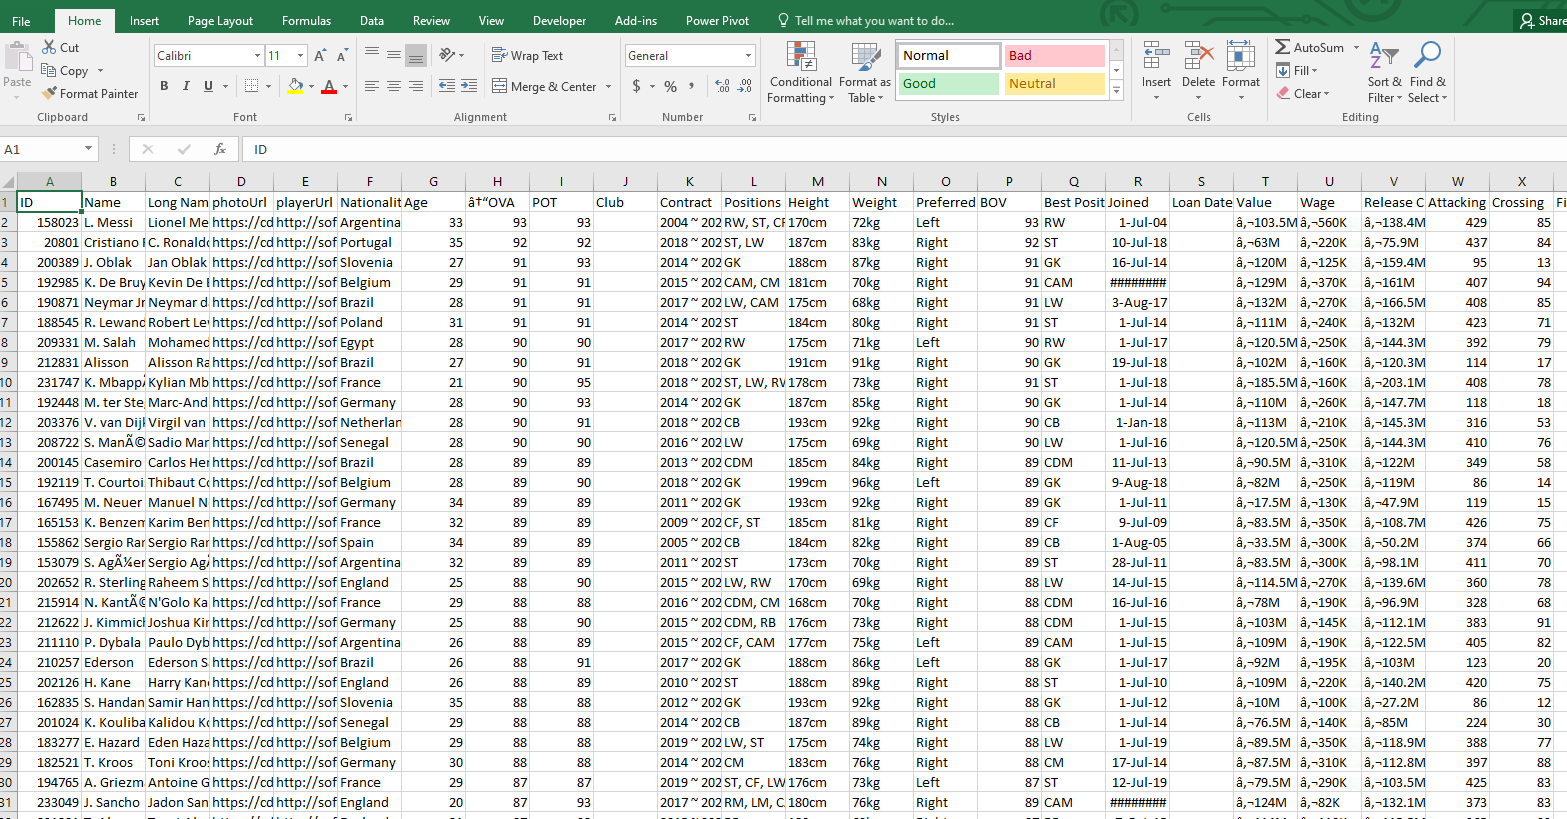 File Home Insert Page Layout Formulas Data Review View Developer Add-ins Power Pivot Tell me what you want to do... Share
Cut
Copy
Format Painter
Paste
Clipboard
Calibri 11
B I U
Font
Wrap Text
Merge & Center
Alignment
General
$ % ,
Number
Conditional Formatting
Format as Table
Normal Bad
Good Neutral
Styles
Insert Delete Format
Cells
AutoSum
Fill
Clear
Sort & Filter
Find & Select
Editing
A1 fx ID
A B C D E F G H I J K L M N O P Q R S T U V W X
1 ID Name Long Nam photoUrl playerUrl Nationalit Age â†“OVA POT Club Contract Positions Height Weight Preferred BOV Best Posit Joined Loan Date Value Wage Release C Attacking Crossing Fi
2 158023 L. Messi Lionel Me https://cd http://sof Argentina 33 93 93 2004 ~ 202 RW, ST, CF 170cm 72kg Left 93 RW 1-Jul-04 â‚¬103.5M â‚¬560K â‚¬138.4M 429 85
3 20801 Cristiano R C. Ronaldo https://cd http://sof Portugal 35 92 92 2018 ~ 202 ST, LW 187cm 83kg Right 92 ST 10-Jul-18 â‚¬63M â‚¬220K â‚¬75.9M 437 84
4 200389 J. Oblak Jan Oblak https://cd http://sof Slovenia 27 91 93 2014 ~ 202 GK 188cm 87kg Right 91 GK 16-Jul-14 â‚¬120M â‚¬125K â‚¬159.4M 95 13
5 192985 K. De Bruy Kevin De B https://cd http://sof Belgium 29 91 91 2015 ~ 202 CAM, CM 181cm 70kg Right 91 CAM ######## â‚¬129M â‚¬370K â‚¬161M 407 94
6 190871 Neymar Jr Neymar da https://cd http://sof Brazil 28 91 91 2017 ~ 202 LW, CAM 175cm 68kg Right 91 LW 3-Aug-17 â‚¬132M â‚¬270K â‚¬166.5M 408 85
7 188545 R. Lewand Robert Lew https://cd http://sof Poland 31 91 91 2014 ~ 202 ST 184cm 80kg Right 91 ST 1-Jul-14 â‚¬111M â‚¬240K â‚¬132M 423 71
8 209331 M. Salah Mohamed https://cd http://sof Egypt 28 90 90 2017 ~ 202 RW 175cm 71kg Left 90 RW 1-Jul-17 â‚¬120.5M â‚¬250K â‚¬144.3M 392 79
9 212831 Alisson Alisson Ra https://cd http://sof Brazil 27 90 91 2018 ~ 202 GK 191cm 91kg Right 90 GK 19-Jul-18 â‚¬102M â‚¬160K â‚¬120.3M 114 17
10 231747 K. MbappÃ Kylian Mb https://cd http://sof France 21 90 95 2018 ~ 202 ST, LW, RW 178cm 73kg Right 91 ST 1-Jul-18 â‚¬185.5M â‚¬160K â‚¬203.1M 408 78
11 192448 M. ter Ste Marc-And https://cd http://sof Germany 28 90 93 2014 ~ 202 GK 187cm 85kg Right 90 GK 1-Jul-14 â‚¬110M â‚¬260K â‚¬147.7M 118 18
12 203376 V. van Dijk Virgil van https://cd http://sof Netherlan 28 90 91 2018 ~ 202 CB 193cm 92kg Right 90 CB 1-Jan-18 â‚¬113M â‚¬210K â‚¬145.3M 316 53
13 208722 S. ManÃ© Sadio Man https://cd http://sof Senegal 28 90 90 2016 ~ 202 LW 175cm 69kg Right 90 LW 1-Jul-16 â‚¬120.5M â‚¬250K â‚¬144.3M 410 76
14 200145 Casemiro Carlos Hen https://cd http://sof Brazil 28 89 89 2013 ~ 202 CDM 185cm 84kg Right 89 CDM 11-Jul-13 â‚¬90.5M â‚¬310K â‚¬122M 349 58
15 192119 T. Courtoi Thibaut Co https://cd http://sof Belgium 28 89 91 2018 ~ 202 GK 199cm 96kg Left 89 GK 9-Aug-18 â‚¬82M â‚¬250K â‚¬119M 86 14
16 167495 M. Neuer Manuel N https://cd http://sof Germany 34 89 89 2011 ~ 202 GK 193cm 92kg Right 89 GK 1-Jul-11 â‚¬17.5M â‚¬130K â‚¬47.9M 119 15
17 165153 K. Benzem Karim Ben https://cd http://sof France 32 89 89 2009 ~ 202 CF, ST 185cm 81kg Right 89 CF 9-Jul-09 â‚¬83.5M â‚¬350K â‚¬108.7M 426 75
18 155862 Sergio Ran Sergio Ran https://cd http://sof Spain 34 89 89 2005 ~ 202 CB 184cm 82kg Right 89 CB 1-Aug-05 â‚¬33.5M â‚¬300K â‚¬50.2M 374 66
19 153079 S. AgÃ¼er Sergio AgÃ https://cd http://sof Argentina 32 89 89 2011 ~ 202 ST 173cm 70kg Right 89 ST 28-Jul-11 â‚¬83.5M â‚¬300K â‚¬98.1M 411 70
20 202652 R. Sterling Raheem S https://cd http://sof England 25 88 90 2015 ~ 202 LW, RW 170cm 69kg Right 88 LW 14-Jul-15 â‚¬114.5M â‚¬270K â‚¬139.6M 360 78
21 215914 N. KantÃ© N'Golo Ka https://cd http://sof France 29 88 88 2016 ~ 202 CDM, CM 168cm 70kg Right 88 CDM 16-Jul-16 â‚¬78M â‚¬190K â‚¬96.9M 328 68
22 212622 J. Kimmich Joshua Kin https://cd http://sof Germany 25 88 90 2015 ~ 202 CDM, RB 176cm 73kg Right 88 CDM 1-Jul-15 â‚¬103M â‚¬145K â‚¬112.1M 383 91
23 211110 P. Dybala Paulo Dyb https://cd http://sof Argentina 26 88 89 2015 ~ 202 CF, CAM 177cm 75kg Left 89 CAM 1-Jul-15 â‚¬109M â‚¬190K â‚¬122.5M 405 82
24 210257 Ederson Ederson S https://cd http://sof Brazil 26 88 91 2017 ~ 202 GK 188cm 86kg Left 88 GK 1-Jul-17 â‚¬92M â‚¬195K â‚¬103M 123 20
25 202126 H. Kane Harry Kane https://cd http://sof England 26 88 89 2010 ~ 202 ST 188cm 89kg Right 88 ST 1-Jul-10 â‚¬109M â‚¬220K â‚¬140.2M 420 75
26 162835 S. Handan Samir Han https://cd http://sof Slovenia 35 88 88 2012 ~ 202 GK 193cm 92kg Right 88 GK 1-Jul-12 â‚¬10M â‚¬100K â‚¬27.2M 86 12
27 201024 K. Kouliba Kalidou Ko https://cd http://sof Senegal 29 88 88 2014 ~ 202 CB 187cm 89kg Right 88 CB 1-Jul-14 â‚¬76.5M â‚¬140K â‚¬85M 224 30
28 183277 E. Hazard Eden Haza https://cd http://sof Belgium 29 88 88 2019 ~ 202 LW, ST 175cm 74kg Right 88 LW 1-Jul-19 â‚¬89.5M â‚¬350K â‚¬118.9M 388 77
29 182521 T. Kroos Toni Kroos https://cd http://sof Germany 30 88 88 2014 ~ 202 CM 183cm 76kg Right 88 CM 17-Jul-14 â‚¬87.5M â‚¬310K â‚¬112.8M 397 88
30 194765 A. Griezm Antoine G https://cd http://sof France 29 87 87 2019 ~ 202 ST, CF, LW 176cm 73kg Left 87 ST 12-Jul-19 â‚¬79.5M â‚¬290K â‚¬103.5M 425 83
31 233049 J. Sancho Jadon San https://cd http://sof England 20 87 93 2017 ~ 202 RM, LM, C 180cm 76kg Right 89 CAM ######## â‚¬124M â‚¬82K â‚¬132.1M 373 83